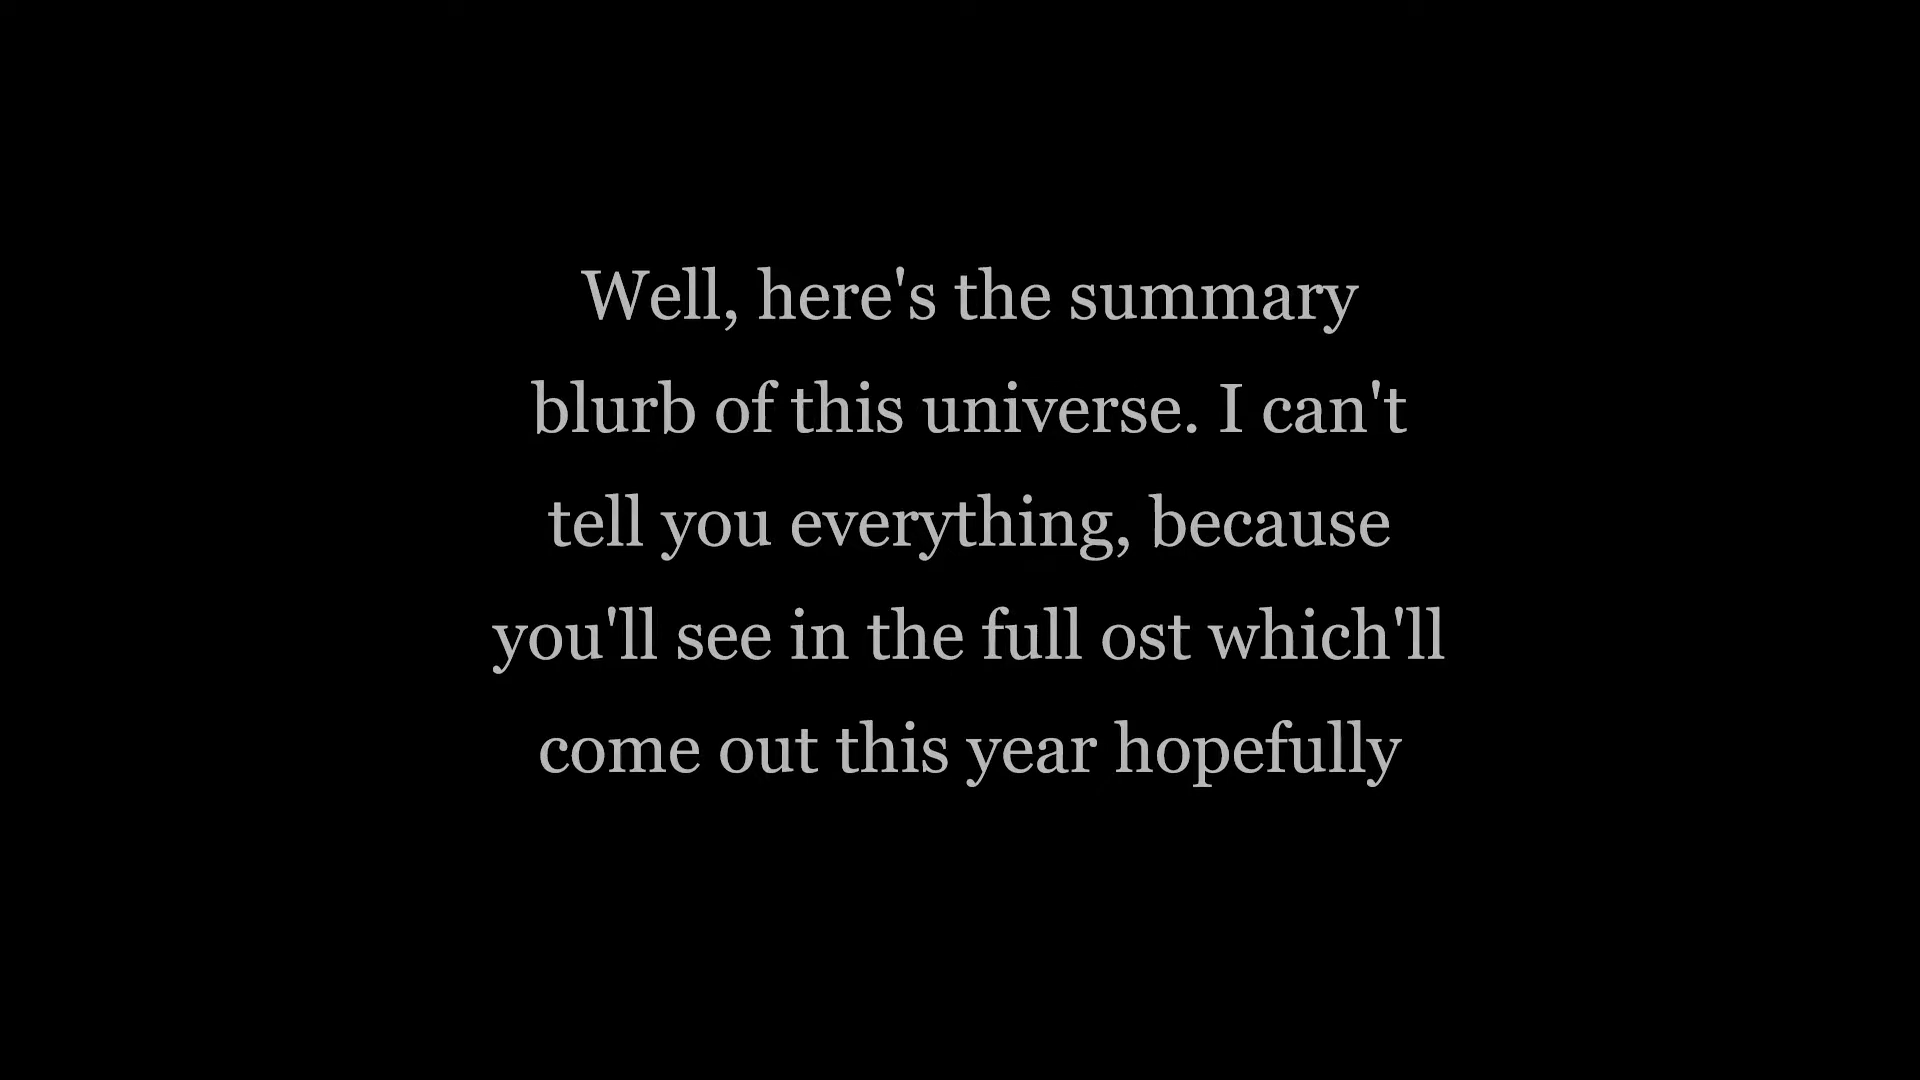 Well, here's the summary
blurb of this universe. I can't
tell you everything, because
you'll see in the full ost which'll
come out this year hopefully